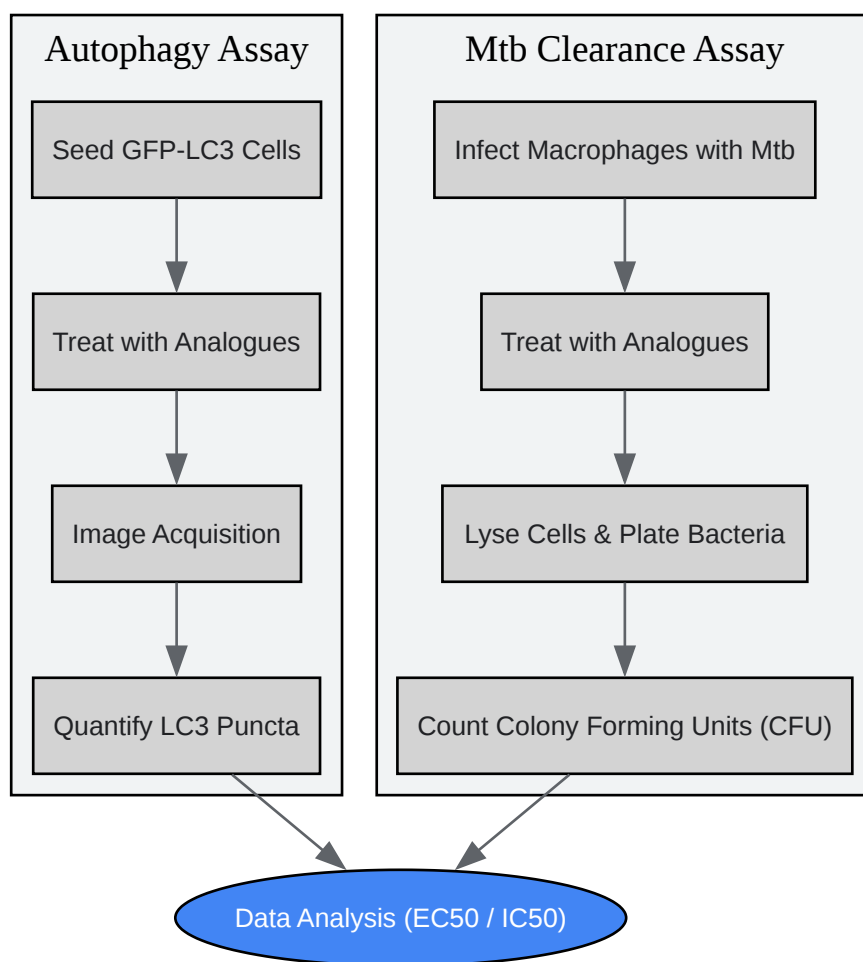 Autophagy Assay
Seed GFP-LC3 Cells
Treat with Analogues
Image Acquisition
Quantify LC3 Puncta
Mtb Clearance Assay
Infect Macrophages with Mtb
Treat with Analogues
Lyse Cells & Plate Bacteria
Count Colony Forming Units (CFU)
Data Analysis (EC50 / IC50)